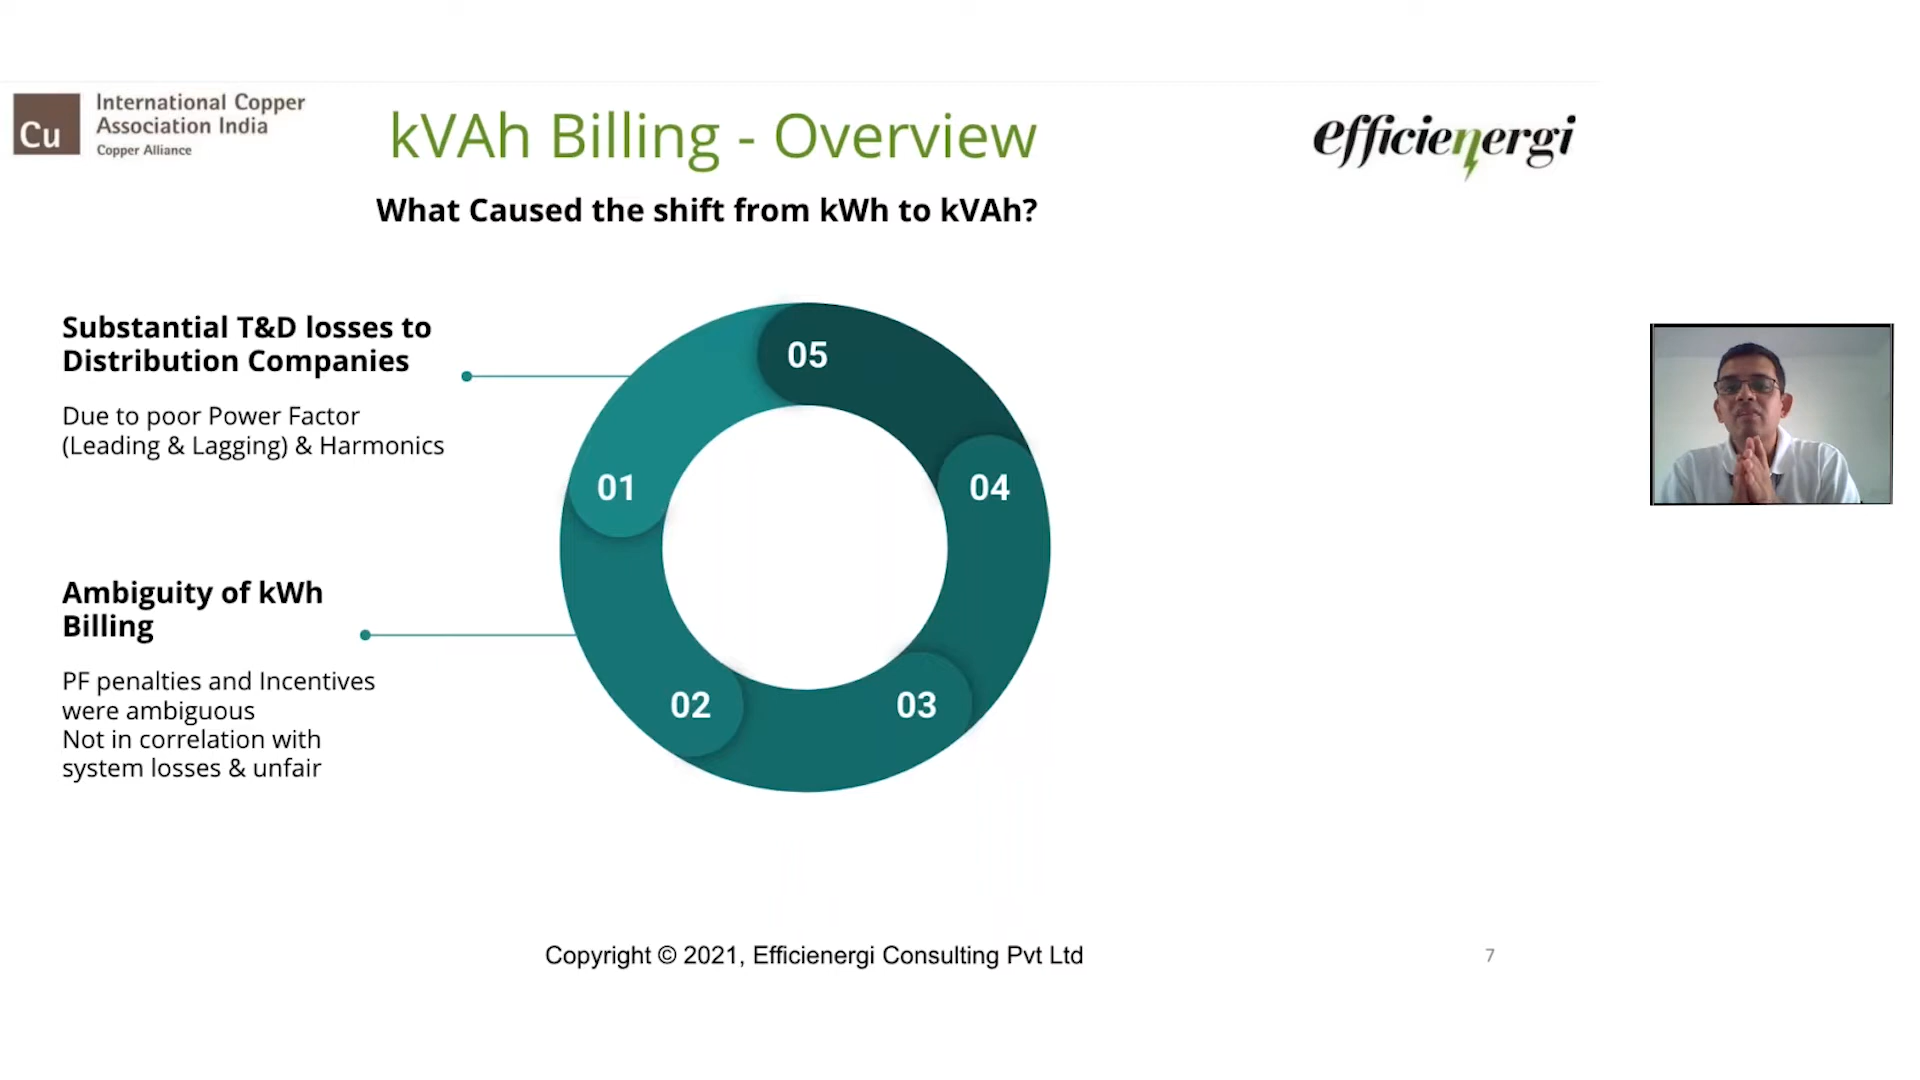 Cu
International Copper
Association India
Copper Alliance
kVAh Billing - Overview
efficienergi
What Caused the shift from kWh to kVAh?
Substantial T&D losses to
Distribution Companies
Due to poor Power Factor
(Leading & Lagging) & Harmonics
Ambiguity of kWh
Billing
PF penalties and Incentives
were ambiguous
Not in correlation with
system losses & unfair
05
01
04
02
03
Copyright © 2021, Efficienergi Consulting Pvt Ltd
7